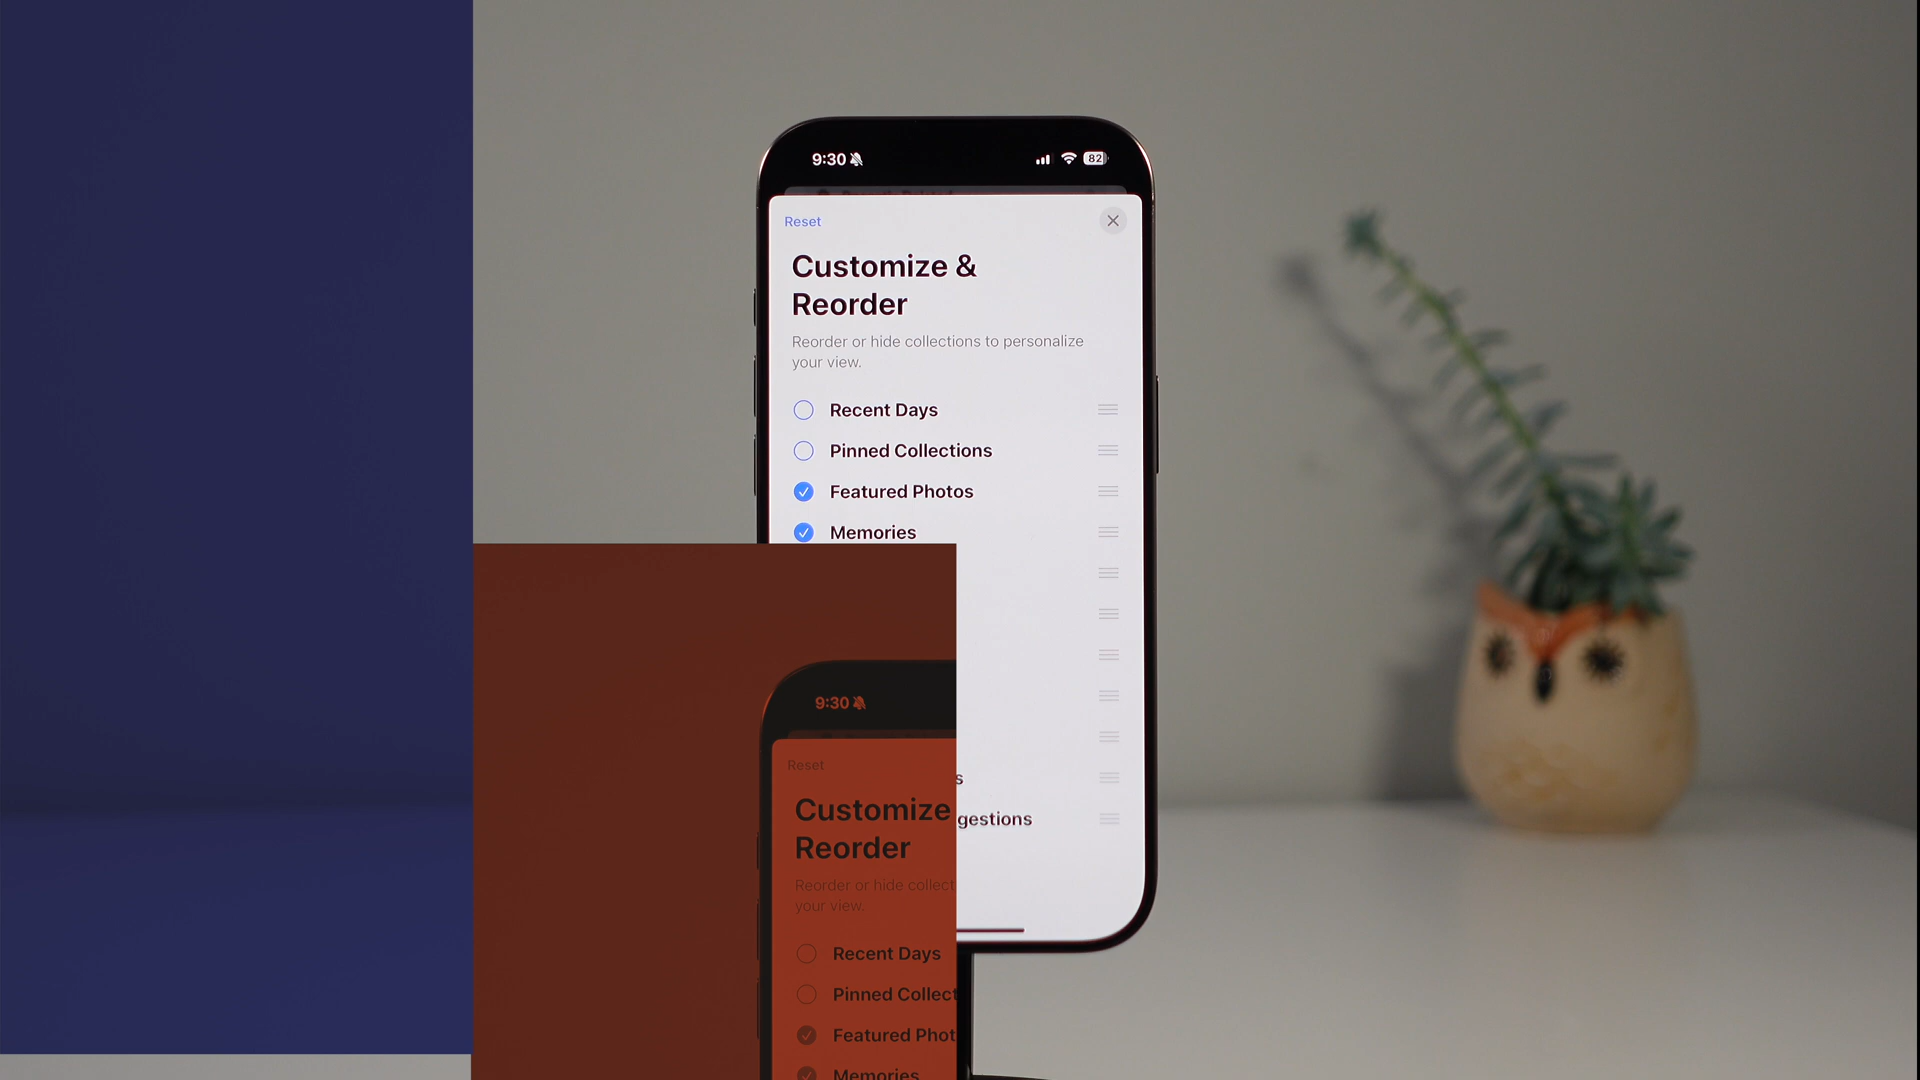 9:30
82
Reset
Customize &
Reorder
Reorder or hide collections to personalize
your view.
Recent Days
Pinned Collections
Featured Photos
Memories
s
gestions
9:30
Reset
Customize
Reorder
Reorder or hide collect
your view.
Recent Days
Pinned Collect
Featured Phot
Memories